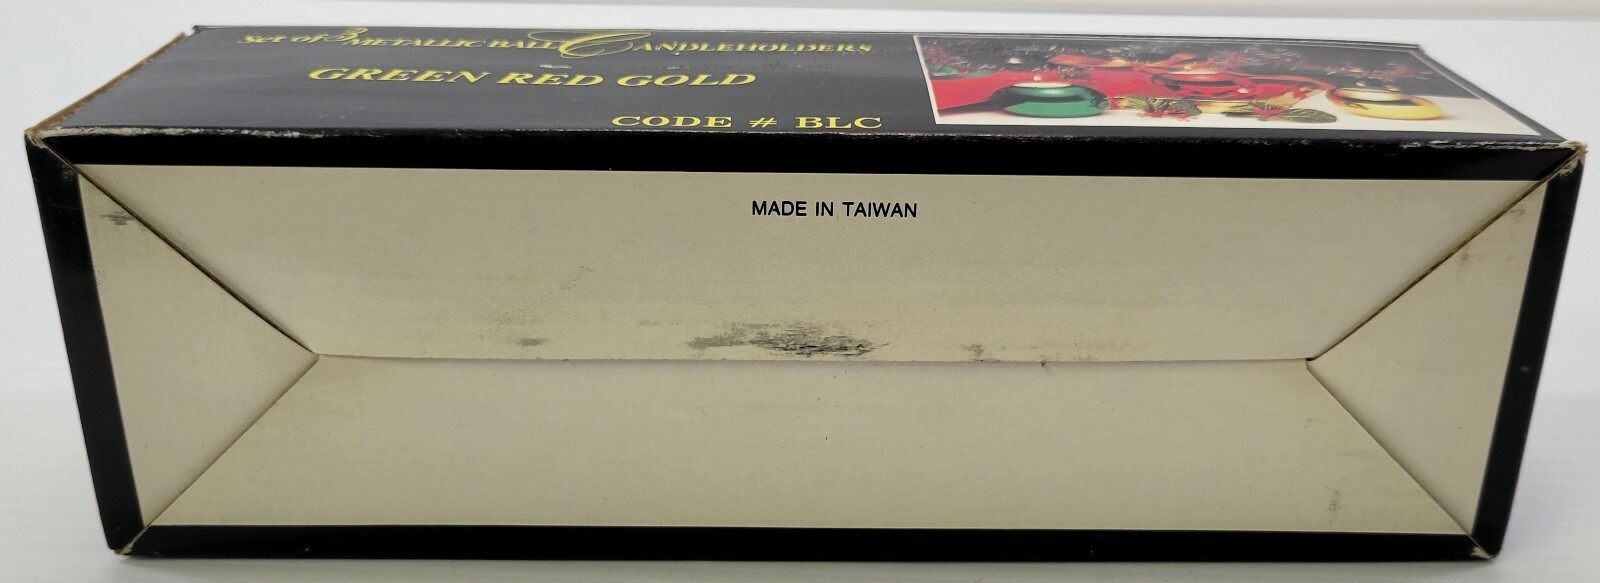 Set of 3 METALLIC BALL CANDLEHOLDERS
GREEN RED GOLD
CODE # BLC
MADE IN TAIWAN